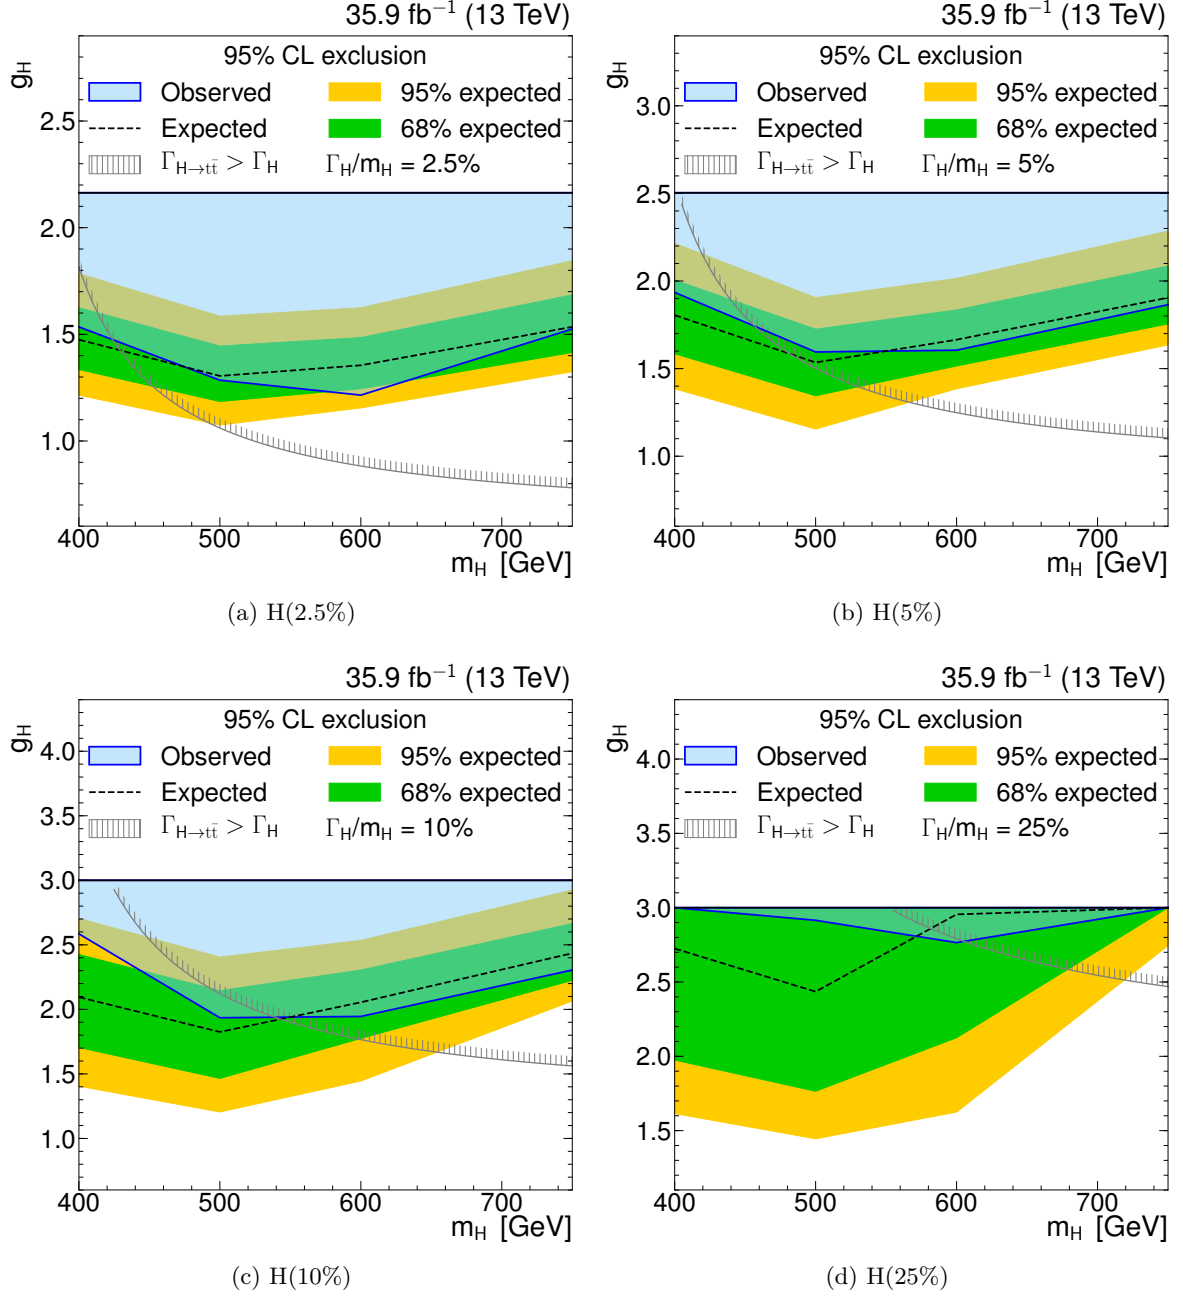 35.9 fb⁻¹ (13 TeV)
g_H
95% CL exclusion
Observed 95% expected
Expected 68% expected
Γ_{H→tt̄} > Γ_H Γ_H/m_H = 2.5%
2.5
2.0
1.5
1.0
400 500 600 700
m_H [GeV]
(a) H(2.5%)
35.9 fb⁻¹ (13 TeV)
g_H
95% CL exclusion
Observed 95% expected
Expected 68% expected
Γ_{H→tt̄} > Γ_H Γ_H/m_H = 5%
3.0
2.5
2.0
1.5
1.0
400 500 600 700
m_H [GeV]
(b) H(5%)
35.9 fb⁻¹ (13 TeV)
g_H
95% CL exclusion
Observed 95% expected
Expected 68% expected
Γ_{H→tt̄} > Γ_H Γ_H/m_H = 10%
4.0
3.5
3.0
2.5
2.0
1.5
1.0
400 500 600 700
m_H [GeV]
(c) H(10%)
35.9 fb⁻¹ (13 TeV)
g_H
95% CL exclusion
Observed 95% expected
Expected 68% expected
Γ_{H→tt̄} > Γ_H Γ_H/m_H = 25%
4.0
3.5
3.0
2.5
2.0
1.5
400 500 600 700
m_H [GeV]
(d) H(25%)